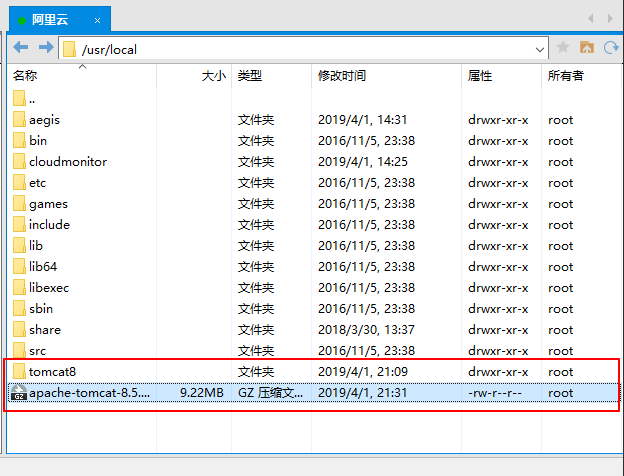 阿里云 ×
/usr/local
名称 大小 类型 修改时间 属性 所有者
..
aegis 文件夹 2019/4/1, 14:31 drwxr-xr-x root
bin 文件夹 2016/11/5, 23:38 drwxr-xr-x root
cloudmonitor 文件夹 2019/4/1, 14:25 drwxr-xr-x root
etc 文件夹 2016/11/5, 23:38 drwxr-xr-x root
games 文件夹 2016/11/5, 23:38 drwxr-xr-x root
include 文件夹 2016/11/5, 23:38 drwxr-xr-x root
lib 文件夹 2016/11/5, 23:38 drwxr-xr-x root
lib64 文件夹 2016/11/5, 23:38 drwxr-xr-x root
libexec 文件夹 2016/11/5, 23:38 drwxr-xr-x root
sbin 文件夹 2016/11/5, 23:38 drwxr-xr-x root
share 文件夹 2018/3/30, 13:37 drwxr-xr-x root
src 文件夹 2016/11/5, 23:38 drwxr-xr-x root
tomcat8 文件夹 2019/4/1, 21:09 drwxr-xr-x root
GZ apache-tomcat-8.5.... 9.22MB GZ 压缩文... 2019/4/1, 21:31 -rw-r--r-- root